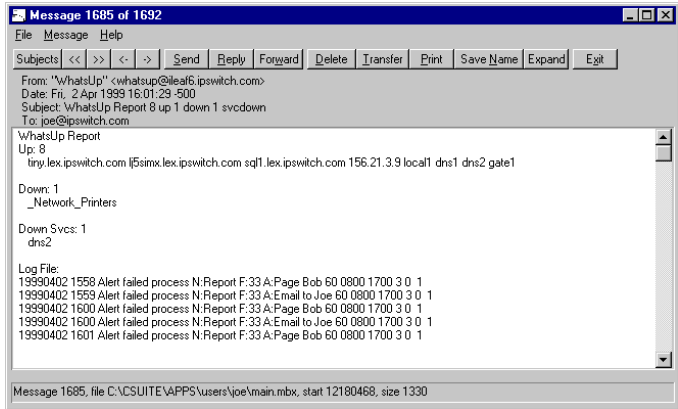 Message 1685 of 1692
File Message Help
Subjects << >> <- -> Send Reply Forward Delete Transfer Print Save Name Expand Exit
From: "WhatsUp" <whatsup@ileaf6.ipswitch.com>
Date: Fri, 2 Apr 1999 16:01:29 -500
Subject: WhatsUp Report 8 up 1 down 1 svcdown
To: joe@ipswitch.com
WhatsUp Report
Up: 8
tiny.lex.ipswitch.com lj5simx.lex.ipswitch.com sql1.lex.ipswitch.com 156.21.3.9 local1 dns1 dns2 gate1
Down: 1
_Network_Printers
Down Svcs: 1
dns2
Log File:
19990402 1558 Alert failed process N:Report F:33 A:Page Bob 60 0800 1700 3 0 1
19990402 1559 Alert failed process N:Report F:33 A:Email to Joe 60 0800 1700 3 0 1
19990402 1600 Alert failed process N:Report F:33 A:Page Bob 60 0800 1700 3 0 1
19990402 1600 Alert failed process N:Report F:33 A:Email to Joe 60 0800 1700 3 0 1
19990402 1601 Alert failed process N:Report F:33 A:Page Bob 60 0800 1700 3 0 1
Message 1685, file C:\CSUITE\APPS\users\joe\main.mbx, start 12180468, size 1330